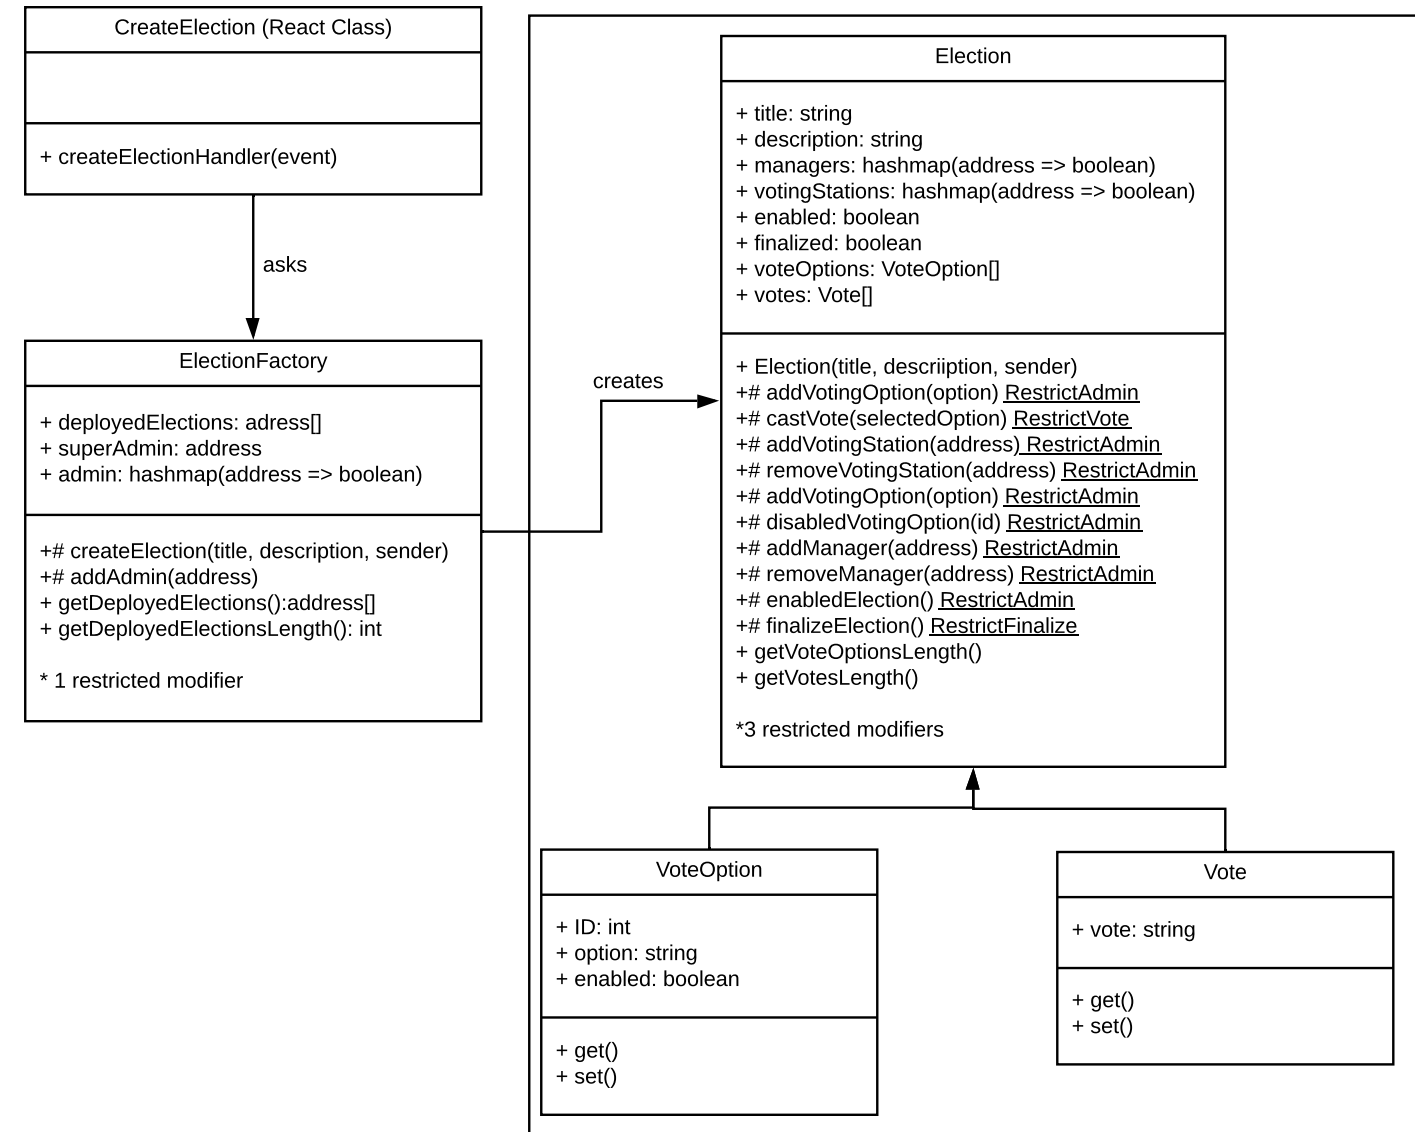 CreateElection (React Class)
+ createElectionHandler(event)
asks
ElectionFactory
+ deployedElections: adress[]
+ superAdmin: address
+ admin: hashmap(address => boolean)
+# createElection(title, description, sender)
+# addAdmin(address)
+ getDeployedElections():address[]
+ getDeployedElectionsLength(): int
* 1 restricted modifier
creates
Election
+ title: string
+ description: string
+ managers: hashmap(address => boolean)
+ votingStations: hashmap(address => boolean)
+ enabled: boolean
+ finalized: boolean
+ voteOptions: VoteOption[]
+ votes: Vote[]
+ Election(title, descriiption, sender)
+# addVotingOption(option) RestrictAdmin
+# castVote(selectedOption) RestrictVote
+# addVotingStation(address) RestrictAdmin
+# removeVotingStation(address) RestrictAdmin
+# addVotingOption(option) RestrictAdmin
+# disabledVotingOption(id) RestrictAdmin
+# addManager(address) RestrictAdmin
+# removeManager(address) RestrictAdmin
+# enabledElection() RestrictAdmin
+# finalizeElection() RestrictFinalize
+ getVoteOptionsLength()
+ getVotesLength()
*3 restricted modifiers
VoteOption
+ ID: int
+ option: string
+ enabled: boolean
+ get()
+ set()
Vote
+ vote: string
+ get()
+ set()